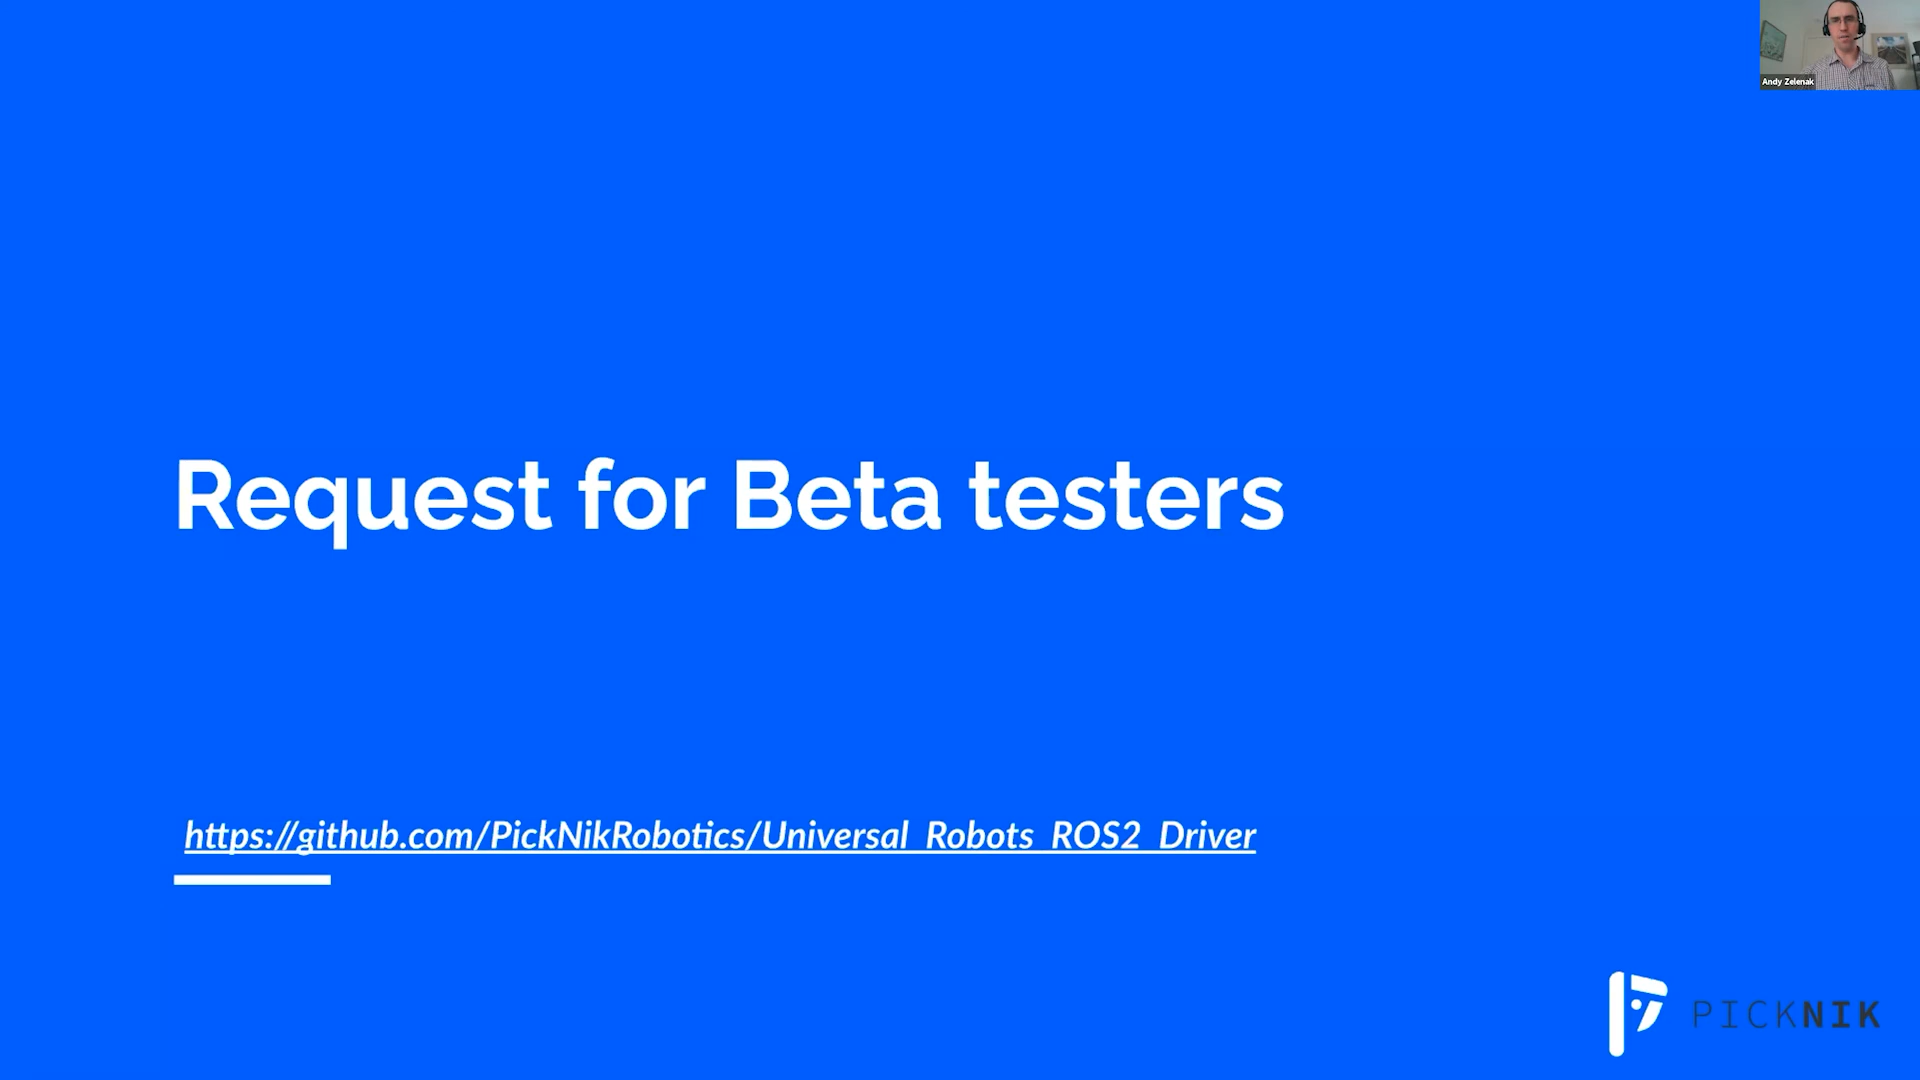 Andy Zelenak
Request for Beta testers
https://github.com/PickNikRobotics/Universal_Robots_ROS2_Driver
PICKNIK